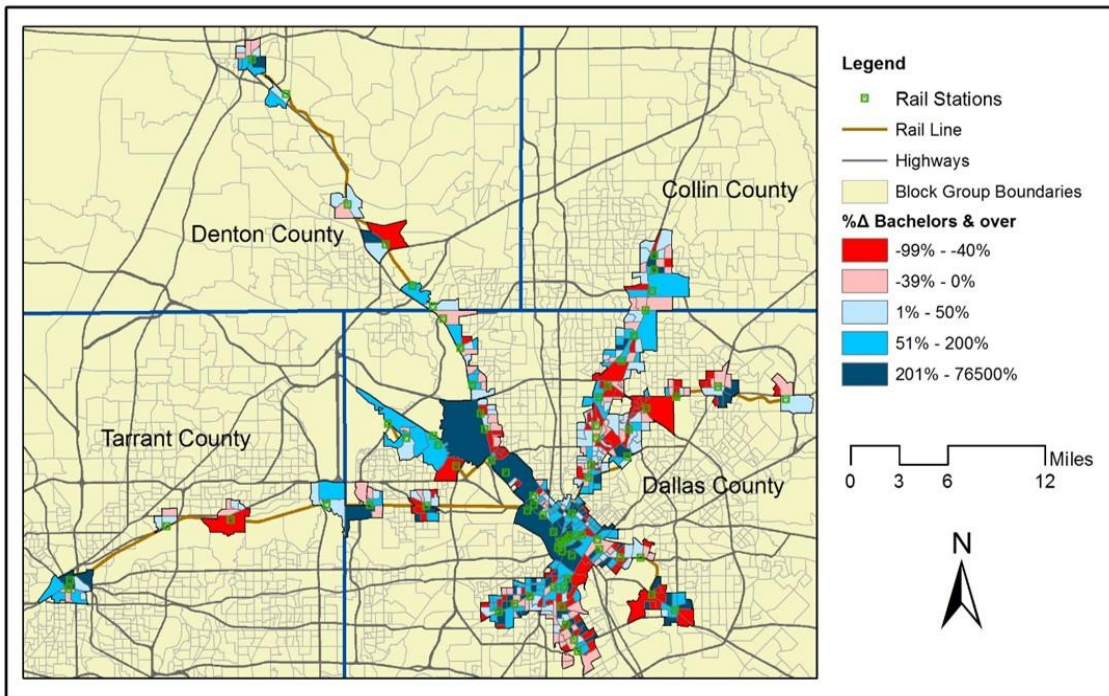 Denton County
Collin County
Tarrant County
Dallas County
Legend
Rail Stations
Rail Line
Highways
Block Group Boundaries
%Δ Bachelors & over
-99% - -40%
-39% - 0%
1% - 50%
51% - 200%
201% - 76500%
0 3 6 12 Miles
N